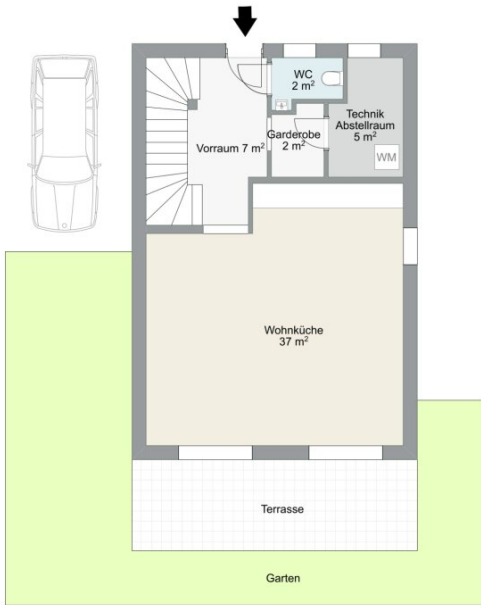 WC
2 m²
Technik
Abstellraum
5 m²
Garderobe
2 m²
Vorraum 7 m²
WM
Wohnküche
37 m²
Terrasse
Garten